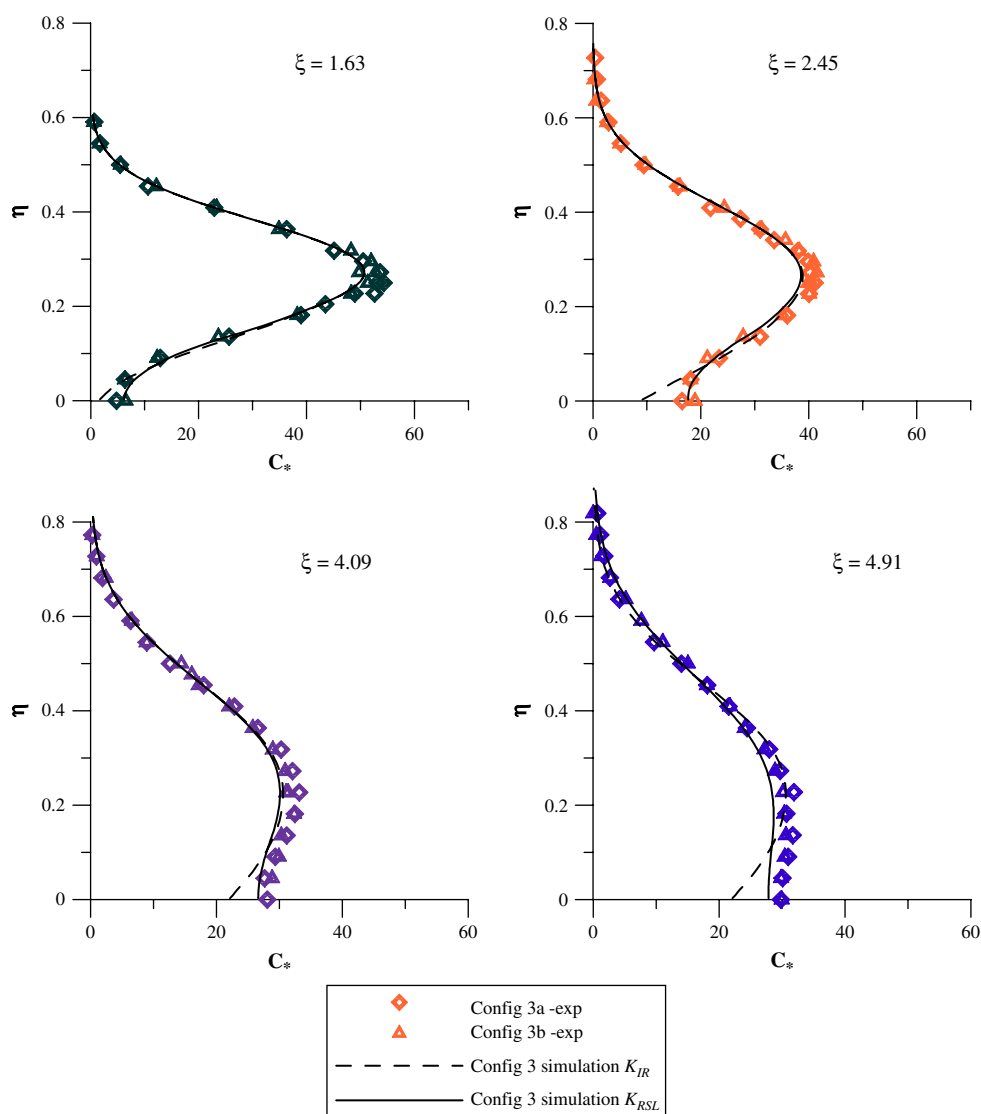 0.8
ξ = 1.63
0.6
η
0.4
0.2
0
0 20 40 60
C*
0.8
ξ = 2.45
0.6
η
0.4
0.2
0
0 20 40 60
C*
0.8
ξ = 4.09
0.6
η
0.4
0.2
0
0 20 40 60
C*
0.8
ξ = 4.91
0.6
η
0.4
0.2
0
0 20 40 60
C*
Config 3a -exp
Config 3b -exp
Config 3 simulation K_IR
Config 3 simulation K_RSL